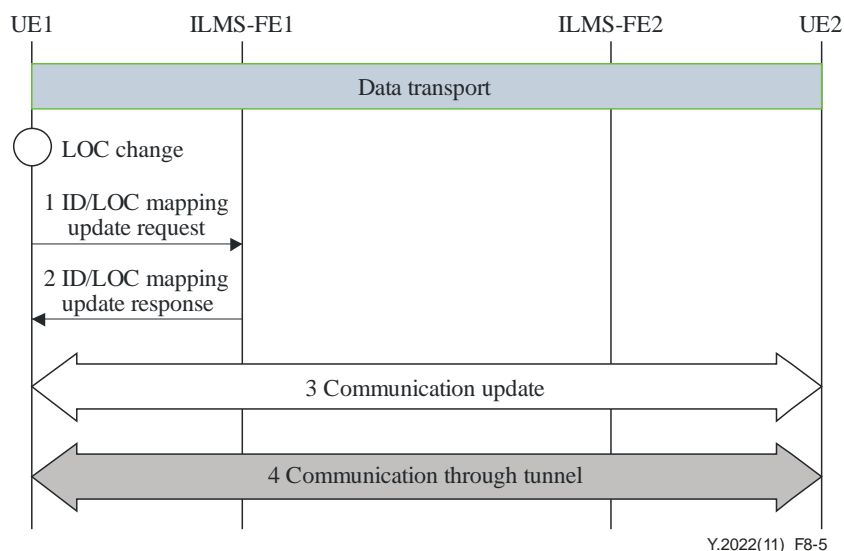 UE1 ILMS-FE1 ILMS-FE2 UE2
Data transport
LOC change
1 ID/LOC mapping
update request
2 ID/LOC mapping
update response
3 Communication update
4 Communication through tunnel
Y.2022(11)_F8-5